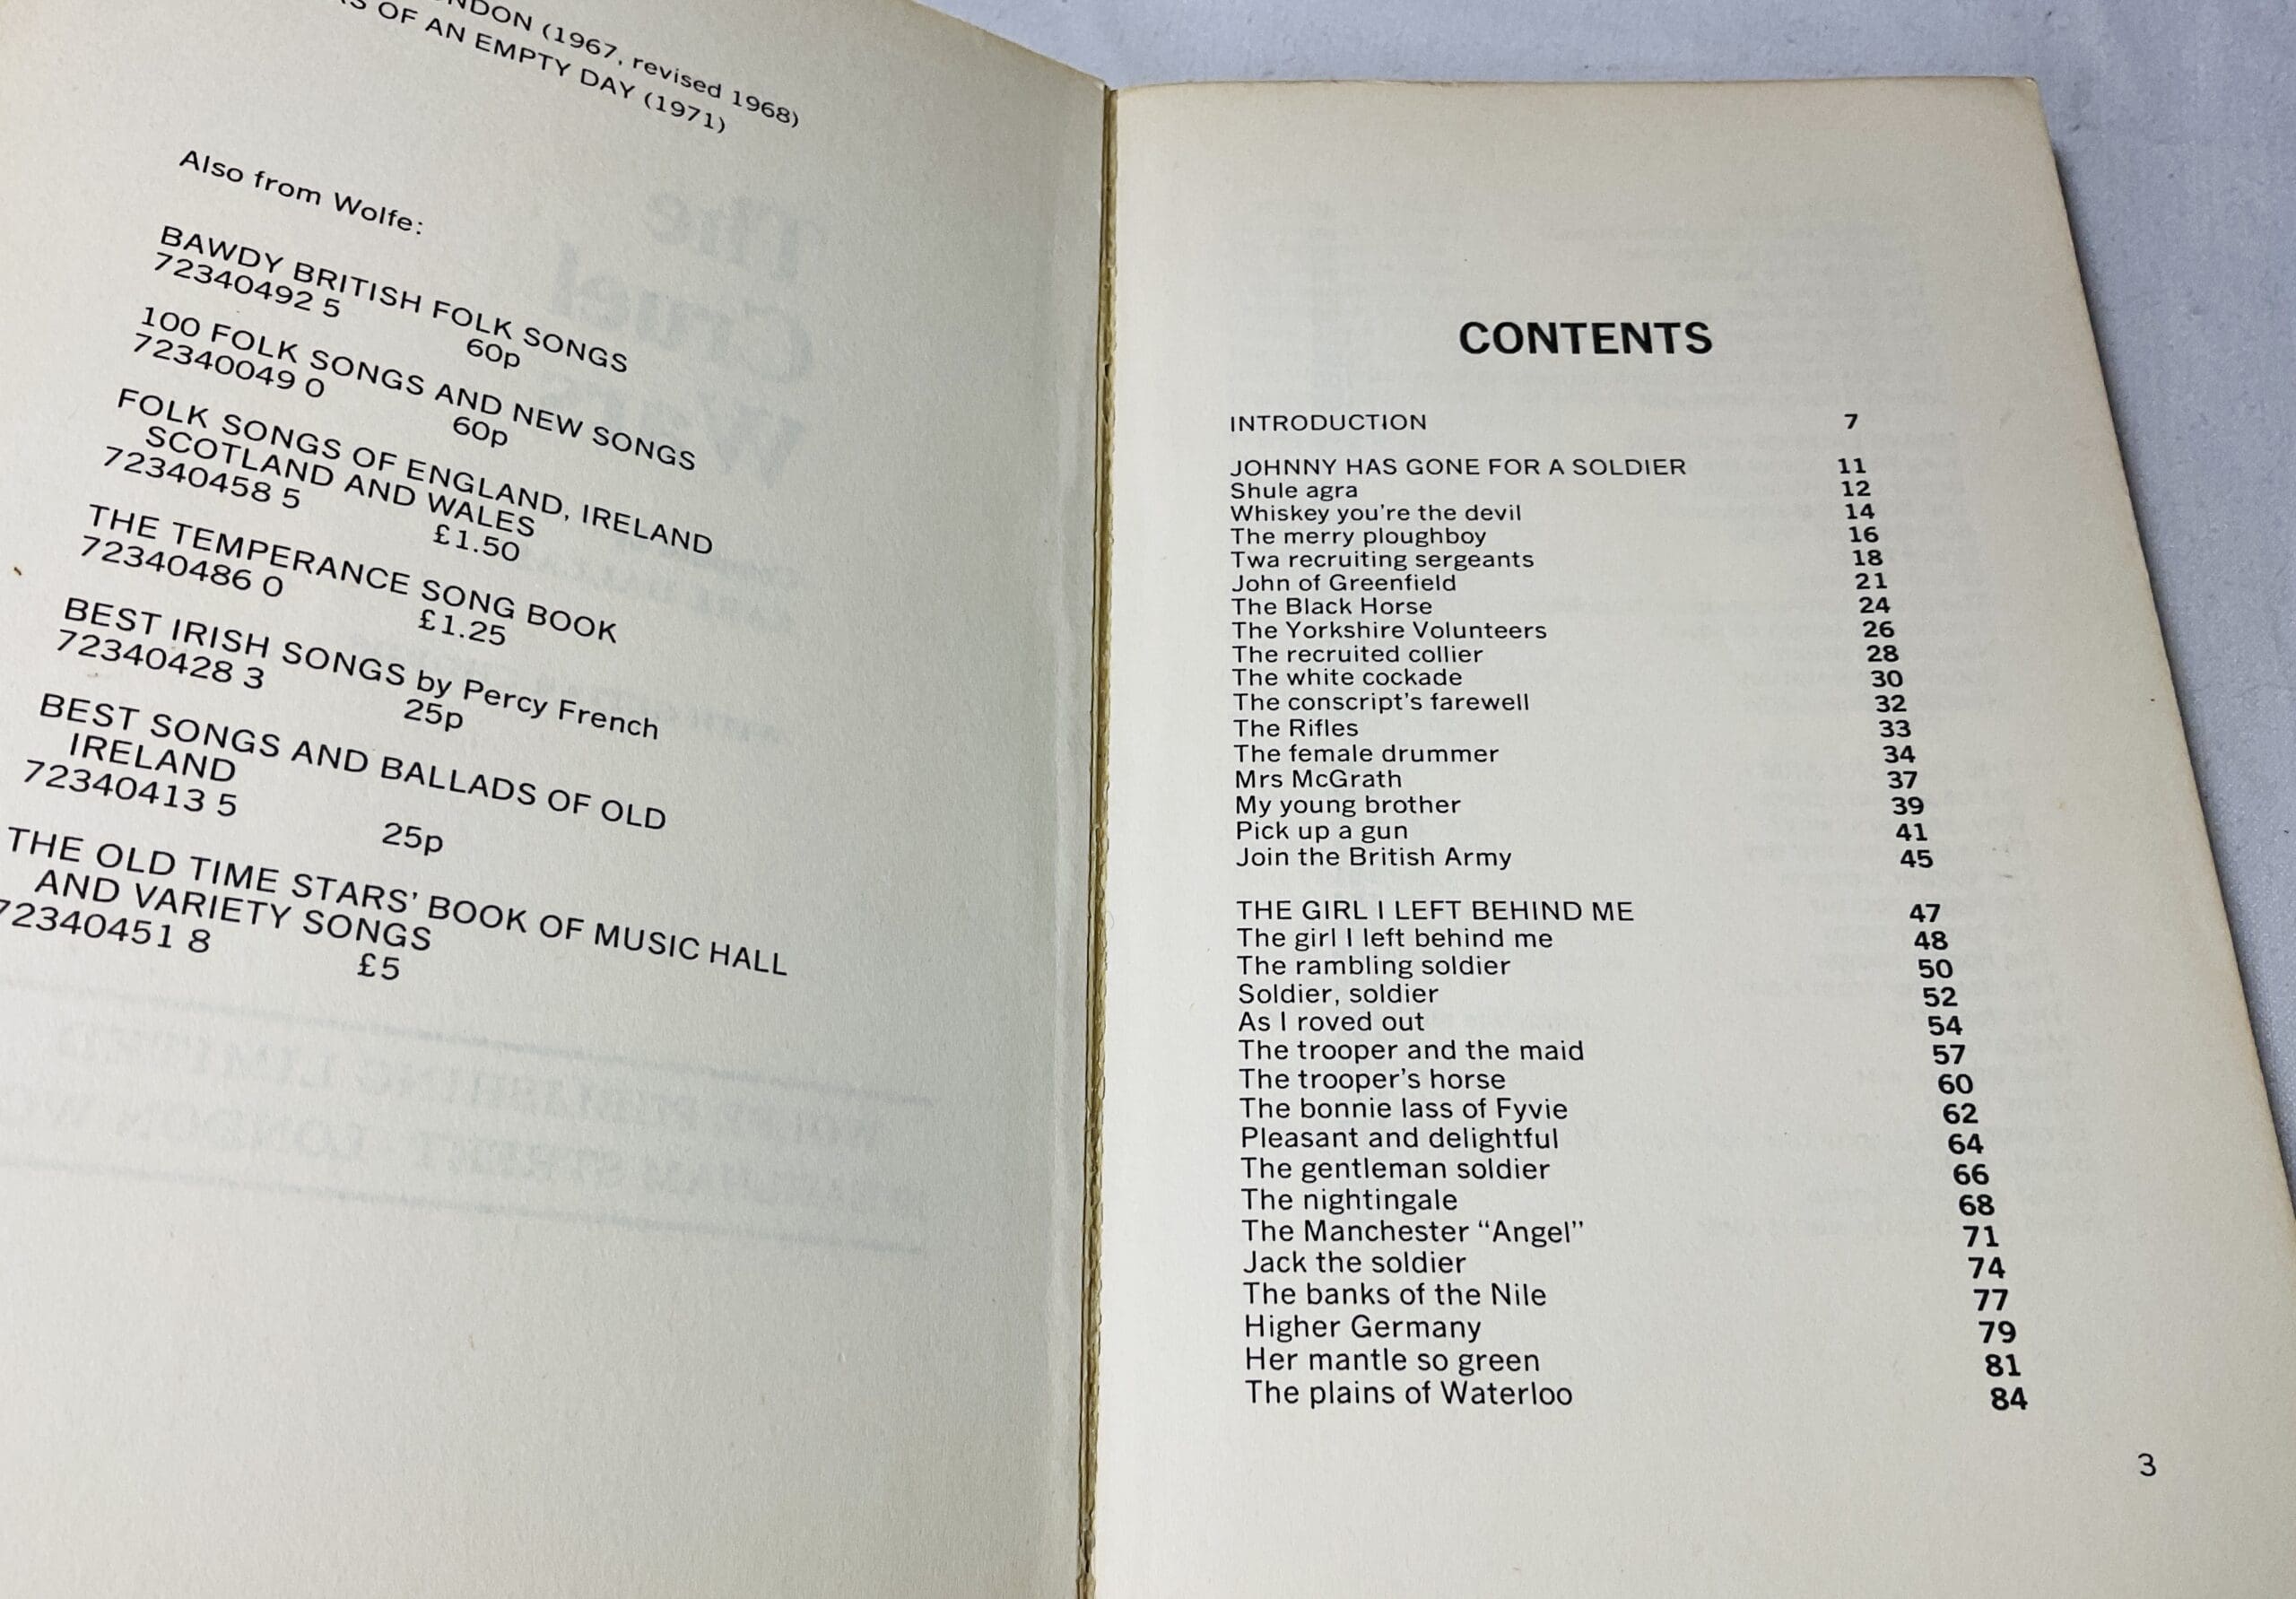 NDON (1967, revised 1968)
OF AN EMPTY DAY (1971)
Also from Wolfe:
BAWDY BRITISH FOLK SONGS
72340492 5 60p
100 FOLK SONGS AND NEW SONGS
72340049 0 60p
FOLK SONGS OF ENGLAND, IRELAND
SCOTLAND AND WALES
72340458 5 £1.50
THE TEMPERANCE SONG BOOK
72340486 0 £1.25
BEST IRISH SONGS by Percy French
72340428 3 25p
BEST SONGS AND BALLADS OF OLD
IRELAND
72340413 5 25p
THE OLD TIME STARS' BOOK OF MUSIC HALL
AND VARIETY SONGS
72340451 8 £5
CONTENTS
INTRODUCTION 7
JOHNNY HAS GONE FOR A SOLDIER 11
Shule agra 12
Whiskey you're the devil 14
The merry ploughboy 16
Twa recruiting sergeants 18
John of Greenfield 21
The Black Horse 24
The Yorkshire Volunteers 26
The recruited collier 28
The white cockade 30
The conscript's farewell 32
The Rifles 33
The female drummer 34
Mrs McGrath 37
My young brother 39
Pick up a gun 41
Join the British Army 45
THE GIRL I LEFT BEHIND ME 47
The girl I left behind me 48
The rambling soldier 50
Soldier, soldier 52
As I roved out 54
The trooper and the maid 57
The trooper's horse 60
The bonnie lass of Fyvie 62
Pleasant and delightful 64
The gentleman soldier 66
The nightingale 68
The Manchester “Angel” 71
Jack the soldier 74
The banks of the Nile 77
Higher Germany 79
Her mantle so green 81
The plains of Waterloo 84
3